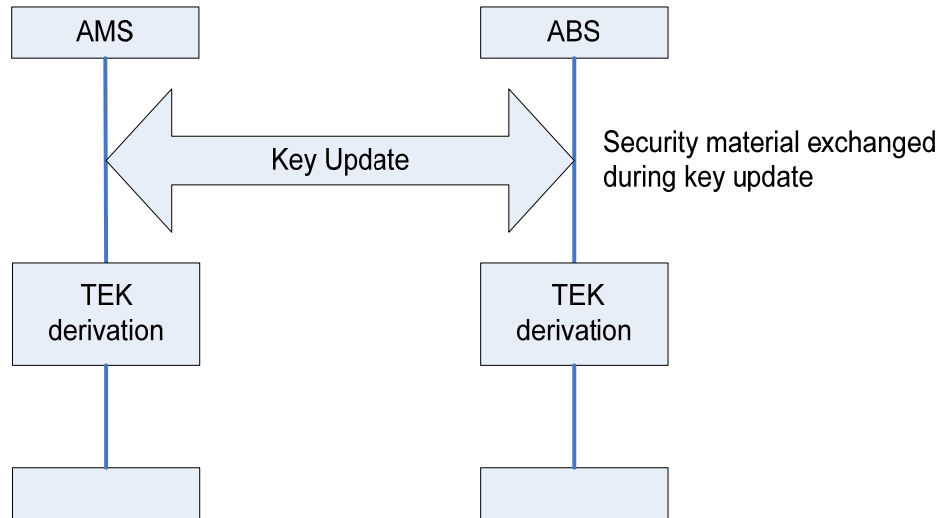 AMS
ABS
Key Update
Security material exchanged
during key update
TEK
derivation
TEK
derivation